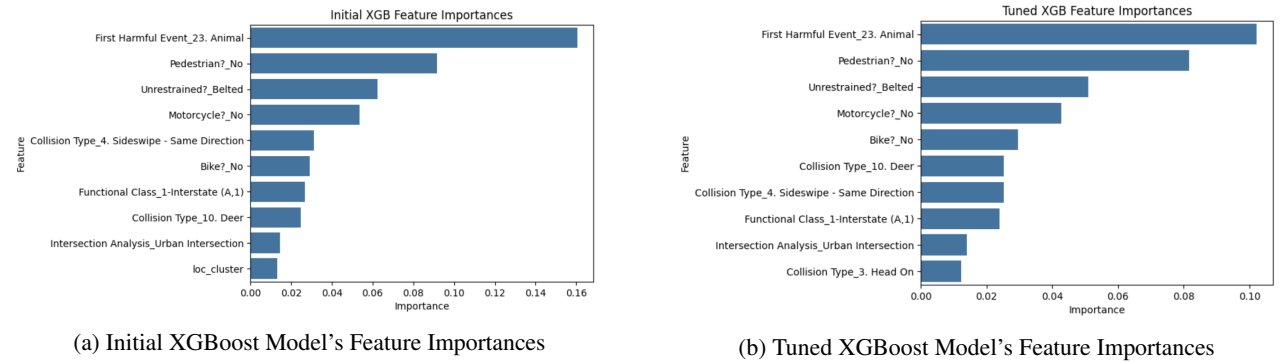 Initial XGB Feature Importances
First Harmful Event_23. Animal
Pedestrian?_No
Unrestrained?_Belted
Motorcycle?_No
Collision Type_4. Sideswipe - Same Direction
Bike?_No
Functional Class_1-Interstate (A,1)
Collision Type_10. Deer
Intersection Analysis_Urban Intersection
loc_cluster
Feature
0.00 0.02 0.04 0.06 0.08 0.10 0.12 0.14 0.16
Importance
(a) Initial XGBoost Model's Feature Importances
Tuned XGB Feature Importances
First Harmful Event_23. Animal
Pedestrian?_No
Unrestrained?_Belted
Motorcycle?_No
Bike?_No
Collision Type_10. Deer
Collision Type_4. Sideswipe - Same Direction
Functional Class_1-Interstate (A,1)
Intersection Analysis_Urban Intersection
Collision Type_3. Head On
Feature
0.00 0.02 0.04 0.06 0.08 0.10
Importance
(b) Tuned XGBoost Model's Feature Importances